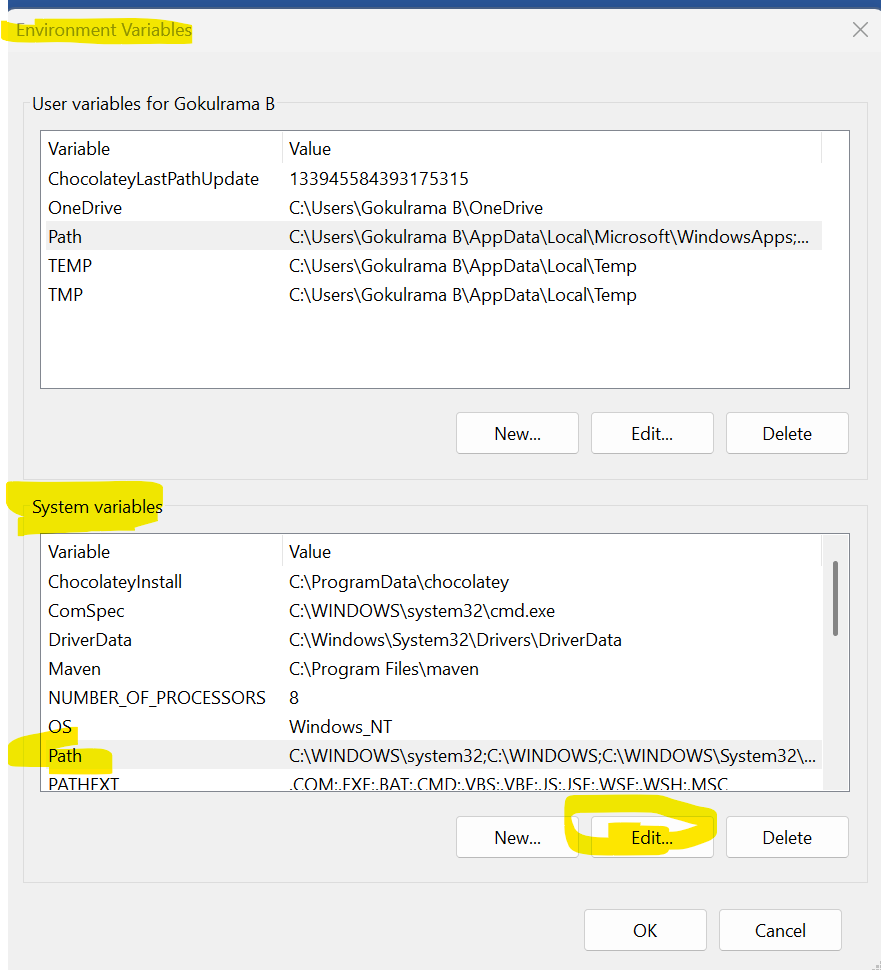 Environment Variables
User variables for Gokulrama B
Variable Value
ChocolateyLastPathUpdate 133945584393175315
OneDrive C:\Users\Gokulrama B\OneDrive
Path C:\Users\Gokulrama B\AppData\Local\Microsoft\WindowsApps;...
TEMP C:\Users\Gokulrama B\AppData\Local\Temp
TMP C:\Users\Gokulrama B\AppData\Local\Temp
New... Edit... Delete
System variables
Variable Value
ChocolateyInstall C:\ProgramData\chocolatey
ComSpec C:\WINDOWS\system32\cmd.exe
DriverData C:\Windows\System32\Drivers\DriverData
Maven C:\Program Files\maven
NUMBER_OF_PROCESSORS 8
OS Windows_NT
Path C:\WINDOWS\system32;C:\WINDOWS;C:\WINDOWS\System32\...
PATHEXT .COM;.EXE;.BAT;.CMD;.VBS;.VBE;.JS;.JSE;.WSF;.WSH;.MSC
New... Edit... Delete
OK Cancel